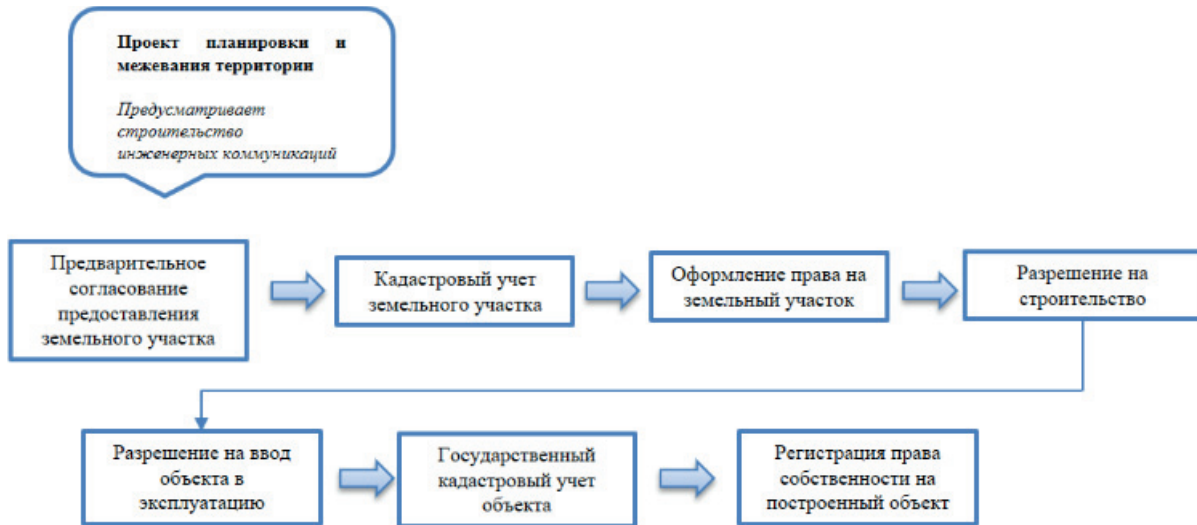 Проект планировки и
межевания территории
Предусматривает
строительство
инженерных коммуникаций
Предварительное
согласование
предоставления
земельного участка
Кадастровый учет
земельного участка
Оформление права на
земельный участок
Разрешение на
строительство
Разрешение на ввод
объекта в
эксплуатацию
Государственный
кадастровый учет
объекта
Регистрация права
собственности на
построенный объект